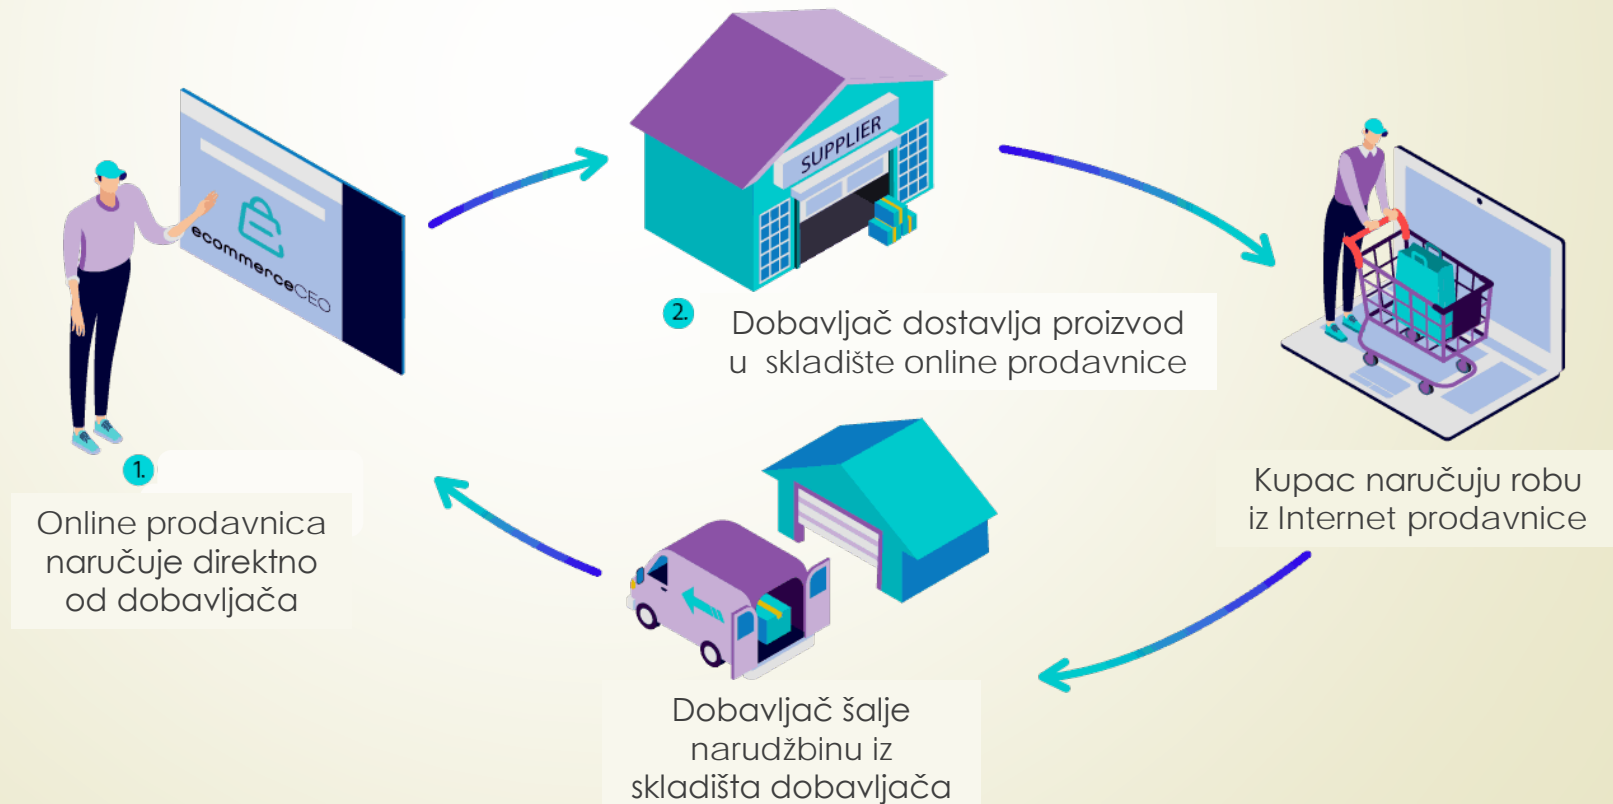 ecommerceCEO
SUPPLIER
1.
Online prodavnica
naručuje direktno
od dobavljača
2.
Dobavljač dostavlja proizvod
u skladište online prodavnice
Kupac naručuju robu
iz Internet prodavnice
Dobavljač šalje
narudžbinu iz
skladišta dobavljača